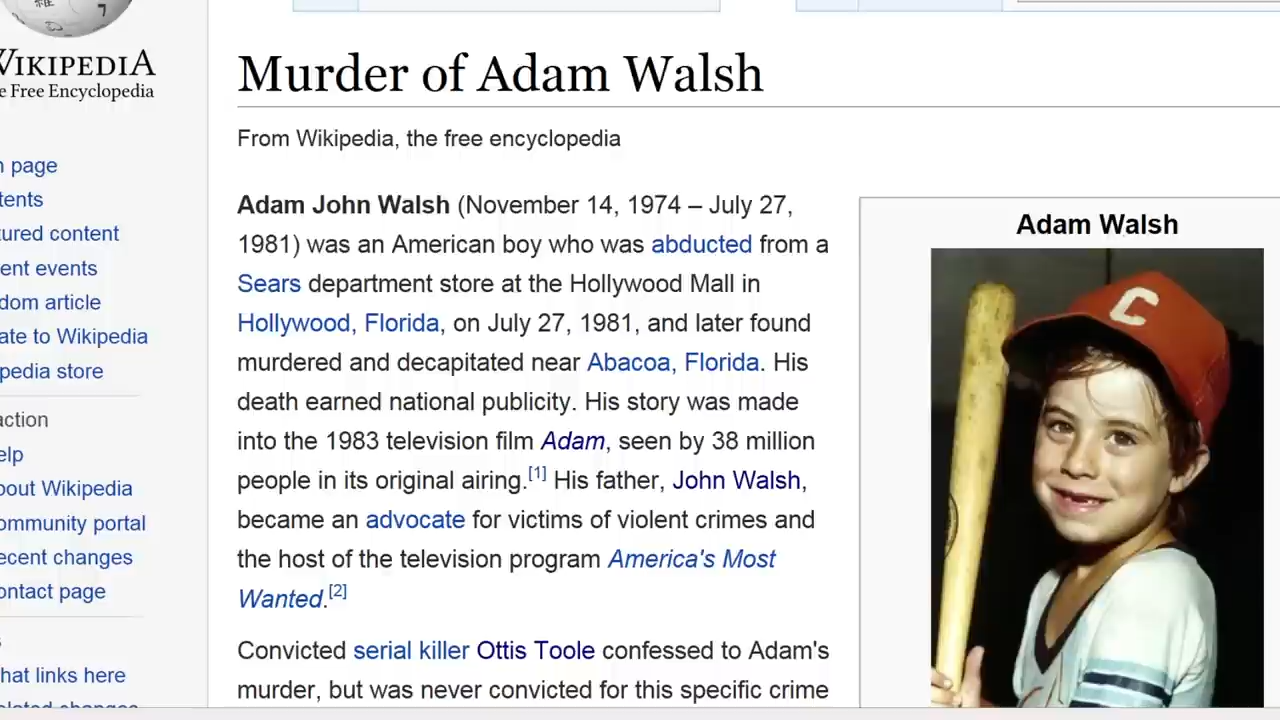 WIKIPEDIA
e Free Encyclopedia
n page
tents
tured content
ent events
dom article
ate to Wikipedia
pedia store
action
elp
bout Wikipedia
ommunity portal
ecent changes
ontact page
s
hat links here
elated changes
Murder of Adam Walsh
From Wikipedia, the free encyclopedia
Adam John Walsh (November 14, 1974 – July 27,
1981) was an American boy who was abducted from a
Sears department store at the Hollywood Mall in
Hollywood, Florida, on July 27, 1981, and later found
murdered and decapitated near Abacoa, Florida. His
death earned national publicity. His story was made
into the 1983 television film Adam, seen by 38 million
people in its original airing.[1] His father, John Walsh,
became an advocate for victims of violent crimes and
the host of the television program America's Most
Wanted.[2]
Convicted serial killer Ottis Toole confessed to Adam's
murder, but was never convicted for this specific crime
Adam Walsh
C